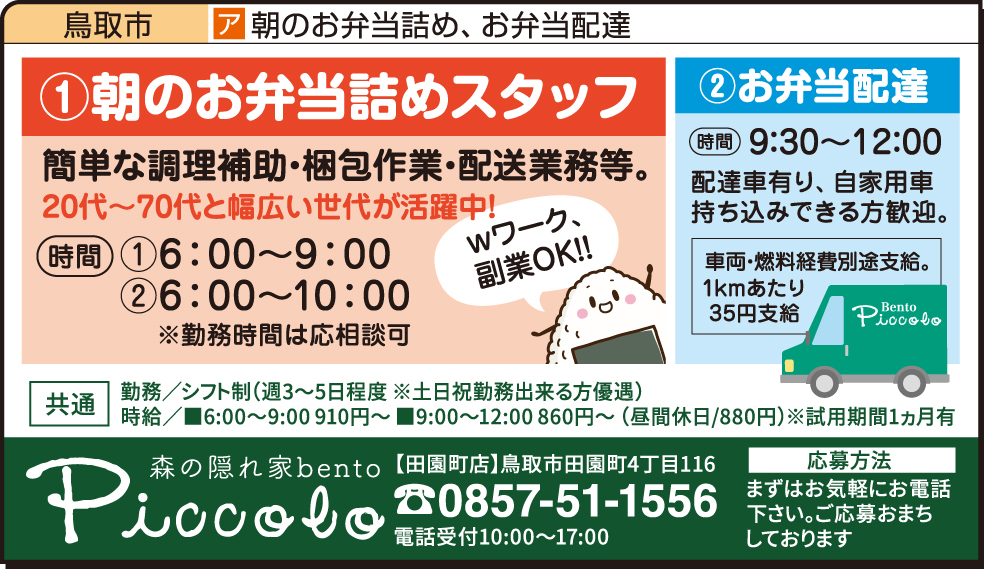 鳥取市
ア 朝のお弁当詰め、お弁当配達
①朝のお弁当詰めスタッフ
簡単な調理補助・梱包作業・配送業務等。
20代～70代と幅広い世代が活躍中!
時間 ①6：00～9：00
②6：00～10：00
※勤務時間は応相談可
wワーク、
副業OK!!
②お弁当配達
時間 9:30～12:00
配達車有り、自家用車
持ち込みできる方歓迎。
車両・燃料経費別途支給。
1kmあたり
35円支給
Bento
Piccolo
共通
勤務／シフト制（週3～5日程度 ※土日祝勤務出来る方優遇）
時給／■6:00～9:00 910円～ ■9:00～12:00 860円～（昼間休日/880円）※試用期間1ヵ月有
森の隠れ家bento
Piccolo
【田園町店】鳥取市田園町4丁目116
☎0857-51-1556
電話受付10:00～17:00
応募方法
まずはお気軽にお電話
下さい。ご応募おまち
しております